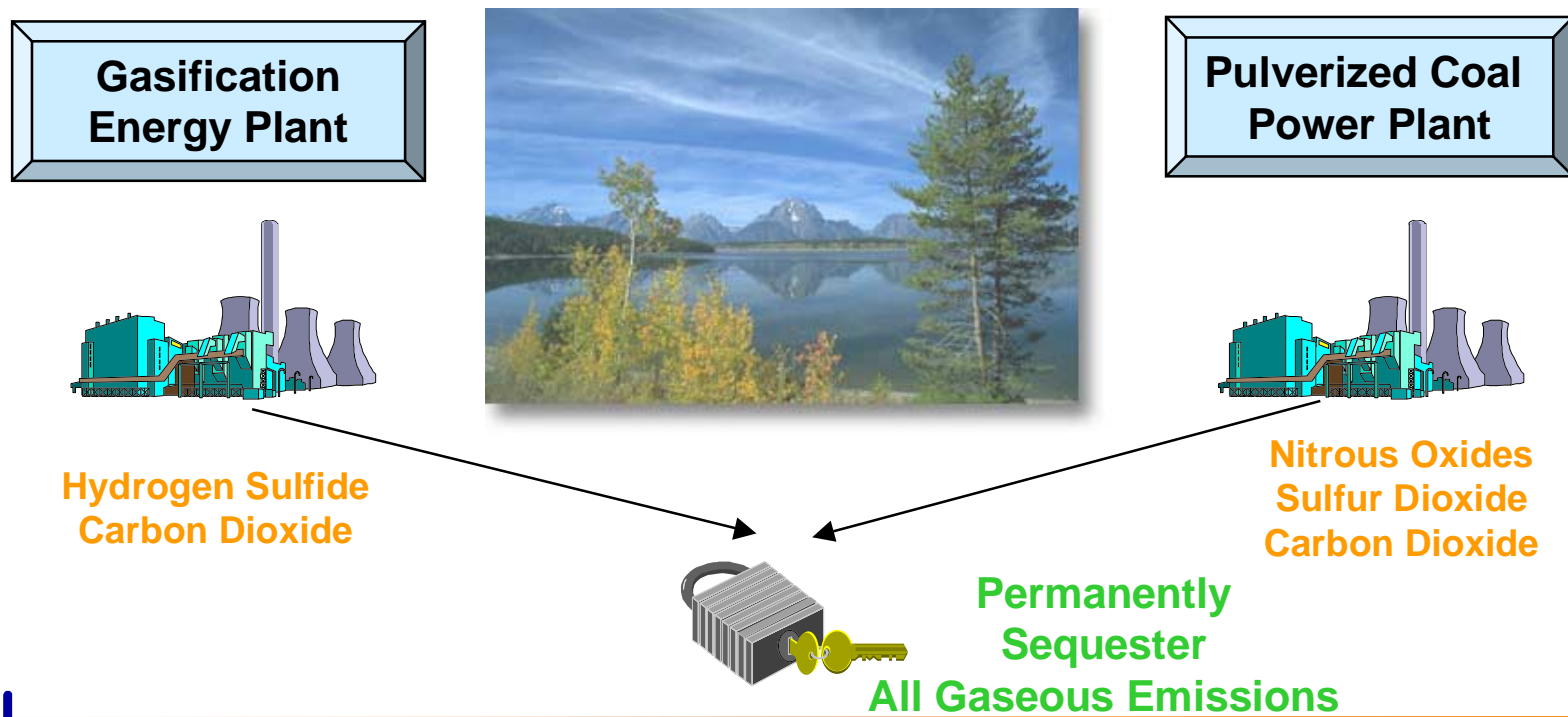 Gasification
Energy Plant
Pulverized Coal
Power Plant
Hydrogen Sulfide
Carbon Dioxide
Nitrous Oxides
Sulfur Dioxide
Carbon Dioxide
Permanently
Sequester
All Gaseous Emissions